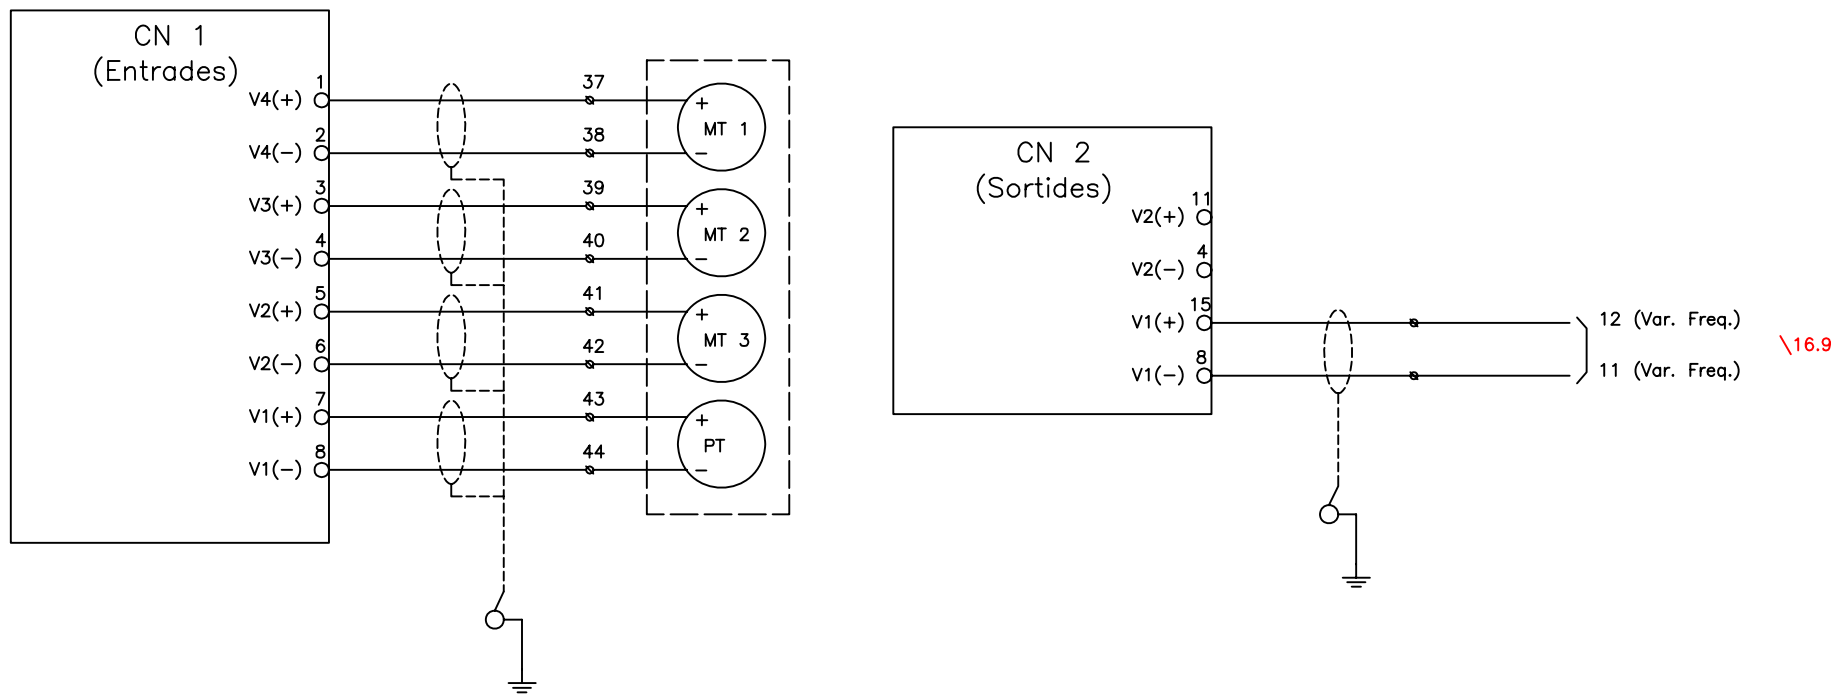 CN 1
(Entrades)
1
V4(+)
37
+
MT 1
2
V4(-)
38
-
3
V3(+)
39
+
MT 2
4
V3(-)
40
-
5
V2(+)
41
+
MT 3
6
V2(-)
42
-
7
V1(+)
43
+
PT
8
V1(-)
44
-
CN 2
(Sortides)
11
V2(+)
4
V2(-)
15
V1(+)
12 (Var. Freq.)
\16.9
8
V1(-)
11 (Var. Freq.)